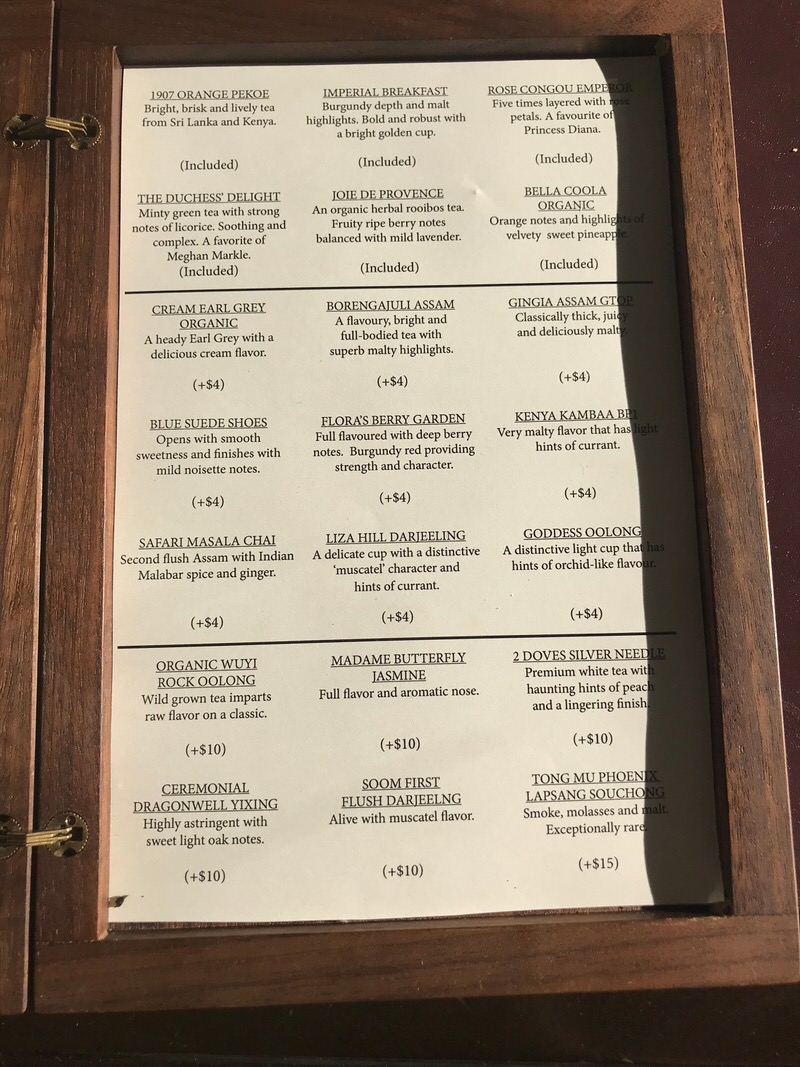 1907 ORANGE PEKOE
Bright, brisk and lively tea
from Sri Lanka and Kenya.
(Included)
IMPERIAL BREAKFAST
Burgundy depth and malt
highlights. Bold and robust with
a bright golden cup.
(Included)
ROSE CONGOU EMPEROR
Five times layered with rose
petals. A favourite of
Princess Diana.
(Included)
THE DUCHESS' DELIGHT
Minty green tea with strong
notes of licorice. Soothing and
complex. A favorite of
Meghan Markle.
(Included)
JOIE DE PROVENCE
An organic herbal rooibos tea.
Fruity ripe berry notes
balanced with mild lavender.
(Included)
BELLA COOLA
ORGANIC
Orange notes and highlights of
velvety sweet pineapple.
(Included)
CREAM EARL GREY
ORGANIC
A heady Earl Grey with a
delicious cream flavor.
(+$4)
BORENGAJULI ASSAM
A flavoury, bright and
full-bodied tea with
superb malty highlights.
(+$4)
GINGIA ASSAM GTOP
Classically thick, juicy
and deliciously malty.
(+$4)
BLUE SUEDE SHOES
Opens with smooth
sweetness and finishes with
mild noisette notes.
(+$4)
FLORA'S BERRY GARDEN
Full flavoured with deep berry
notes. Burgundy red providing
strength and character.
(+$4)
KENYA KAMBAA BP1
Very malty flavor that has light
hints of currant.
(+$4)
SAFARI MASALA CHAI
Second flush Assam with Indian
Malabar spice and ginger.
(+$4)
LIZA HILL DARJEELING
A delicate cup with a distinctive
'muscatel' character and
hints of currant.
(+$4)
GODDESS OOLONG
A distinctive light cup that has
hints of orchid-like flavour.
(+$4)
ORGANIC WUYI
ROCK OOLONG
Wild grown tea imparts
raw flavor on a classic.
(+$10)
MADAME BUTTERFLY
JASMINE
Full flavor and aromatic nose.
(+$10)
2 DOVES SILVER NEEDLE
Premium white tea with
haunting hints of peach
and a lingering finish.
(+$10)
CEREMONIAL
DRAGONWELL YIXING
Highly astringent with
sweet light oak notes.
(+$10)
SOOM FIRST
FLUSH DARJEELNG
Alive with muscatel flavor.
(+$10)
TONG MU PHOENIX
LAPSANG SOUCHONG
Smoke, molasses and malt.
Exceptionally rare.
(+$15)